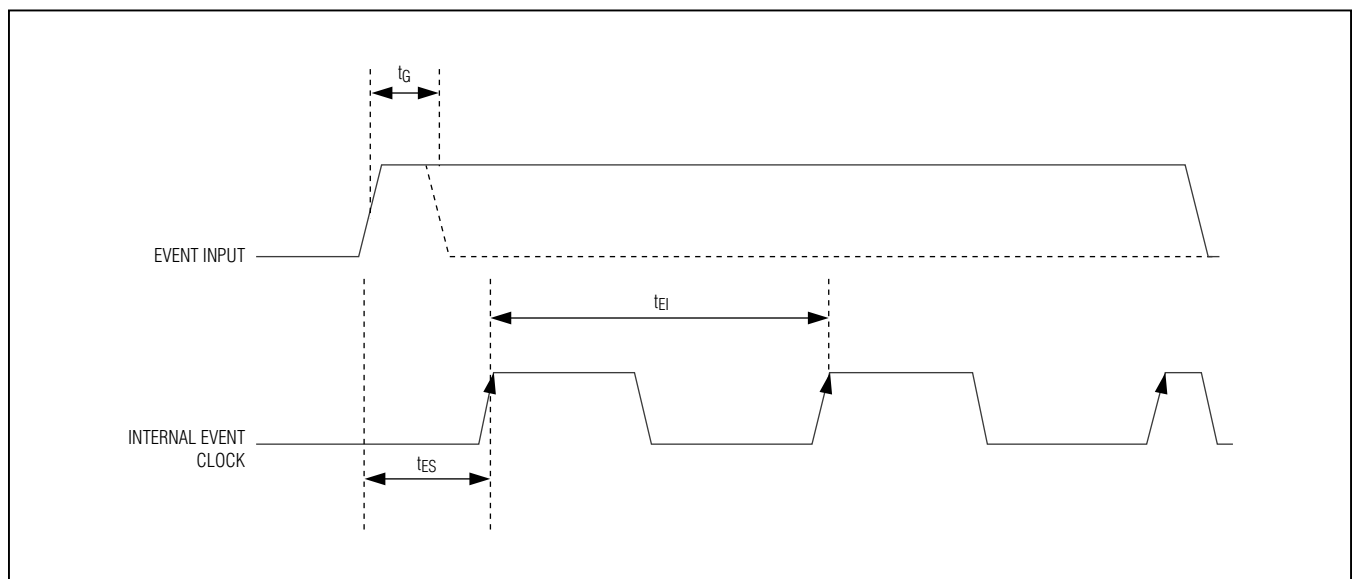 tG
EVENT INPUT
tEI
INTERNAL EVENT
CLOCK
tES